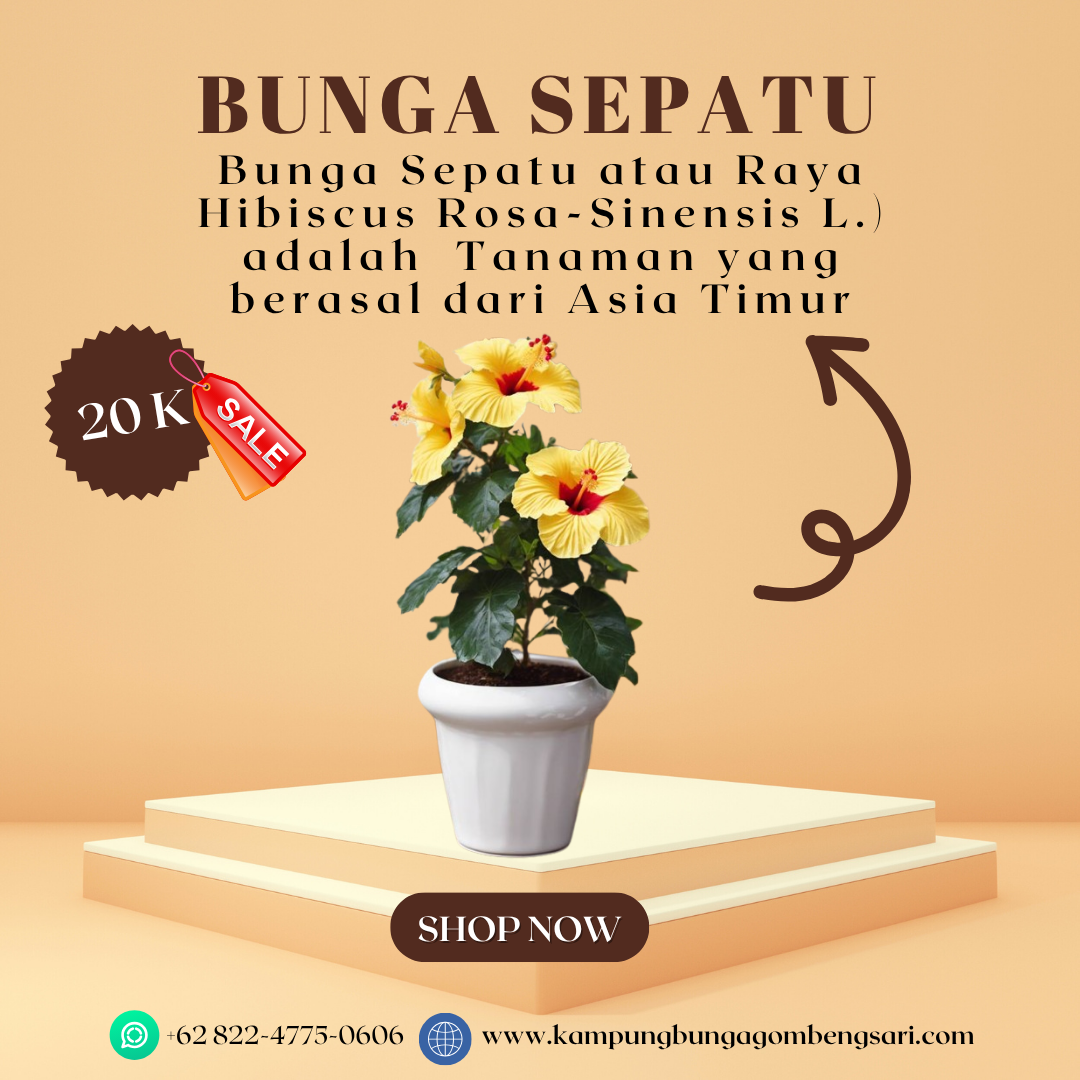 BUNGA SEPATU
Bunga Sepatu atau Raya
Hibiscus Rosa-Sinensis L.)
adalah Tanaman yang
berasal dari Asia Timur
20 K
SALE
SHOP NOW
+62 822-4775-0606
www.kampungbungagombengsari.com